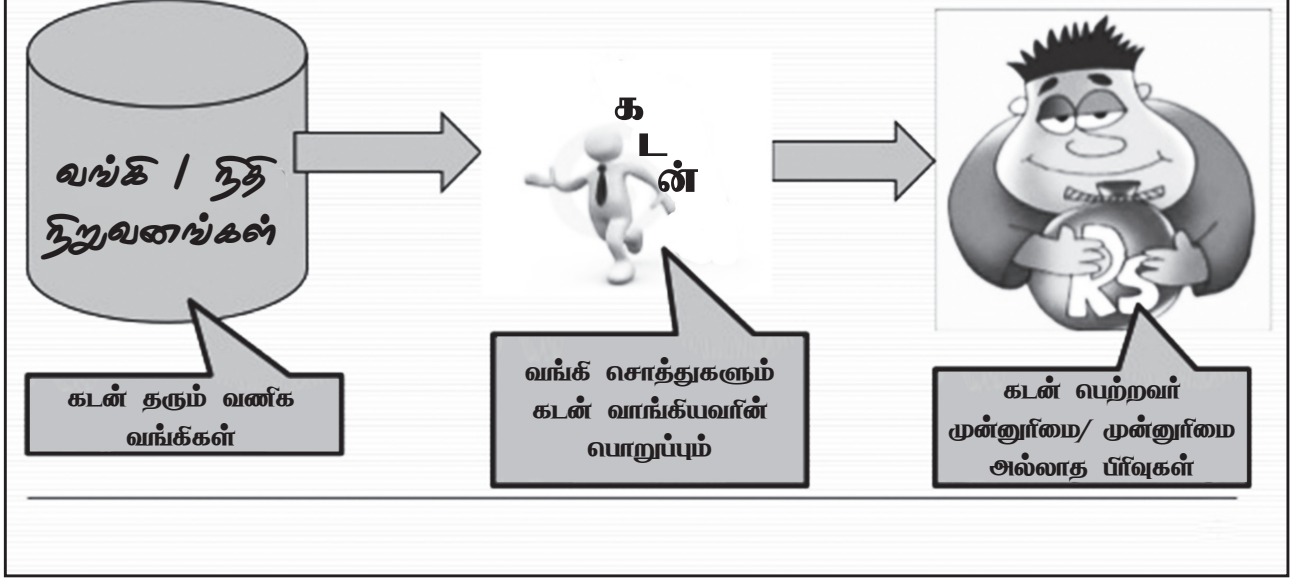 வங்கி / நிதி
நிறுவனங்கள்
கடன் தரும் வணிக
வங்கிகள்
க
ட
ன்
வங்கி சொத்துகளும்
கடன் வாங்கியவரின்
பொறுப்பும்
RS
கடன் பெற்றவர்
முன்னுரிமை/ முன்னுரிமை
அல்லாத பிரிவுகள்